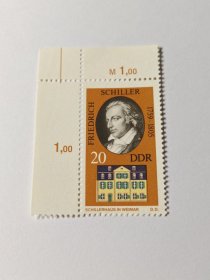 M 1,00
1,00
FRIEDRICH
SCHILLER
1759-1805
20
DDR
SCHILLERHAUS IN WEIMAR
G.D.